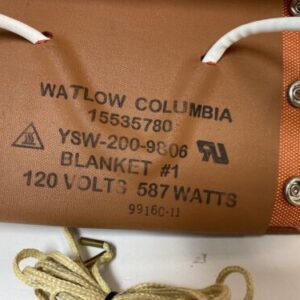 WATLOW COLUMBIA
15535780
YSW-200-9806
BLANKET #1
120 VOLTS 587 WATTS
99160-11